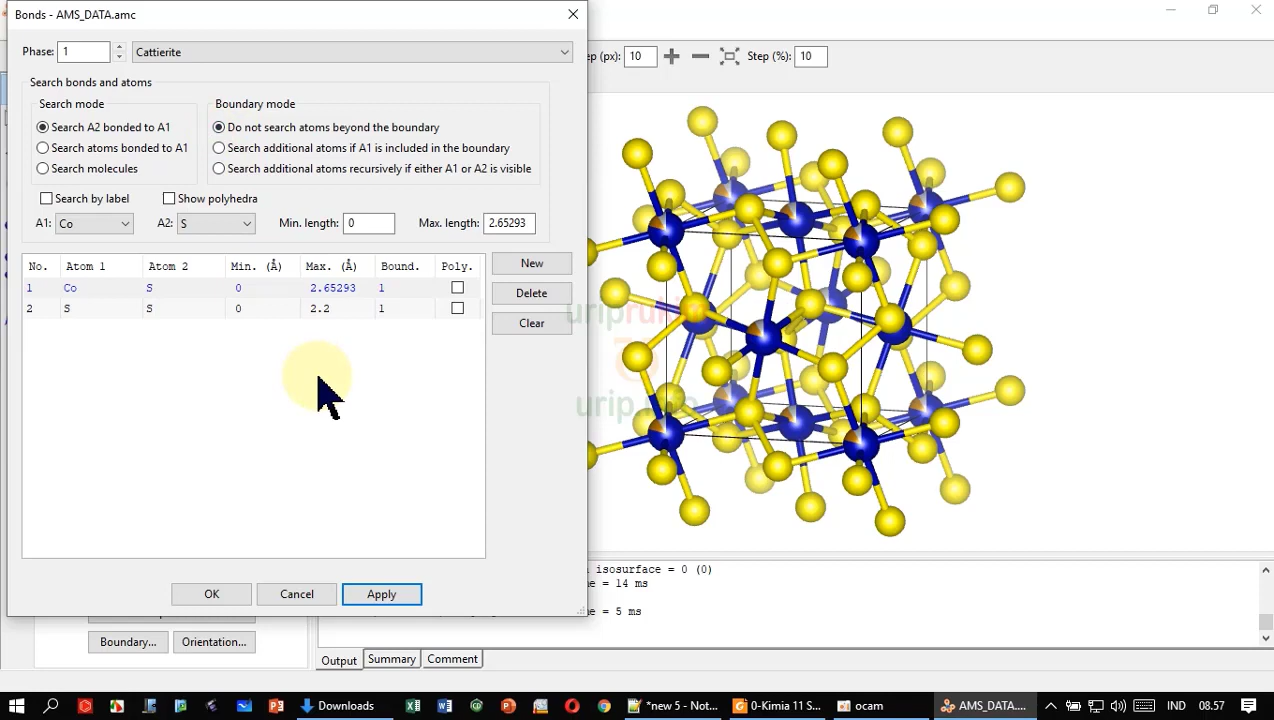 Bonds - AMS_DATA.amc
Phase: 1 Cattierite
Step (px): 10 Step (%): 10
Search bonds and atoms
Search mode
Boundary mode
Search A2 bonded to A1
Do not search atoms beyond the boundary
Search atoms bonded to A1
Search additional atoms if A1 is included in the boundary
Search molecules
Search additional atoms recursively if either A1 or A2 is visible
Search by label
Show polyhedra
A1: Co A2: S Min. length: 0 Max. length: 2.65293
No. Atom 1 Atom 2 Min. (Å) Max. (Å) Bound. Poly.
1 Co S 0 2.65293 1
2 S S 0 2.2 1
New
Delete
Clear
OK Cancel Apply
isosurface = 0 (0)
= 14 ms
= 5 ms
Boundary... Orientation...
Output Summary Comment
Downloads
*new 5 - Not...
0-Kimia 11 S...
ocam
AMS_DATA....
IND
08.57